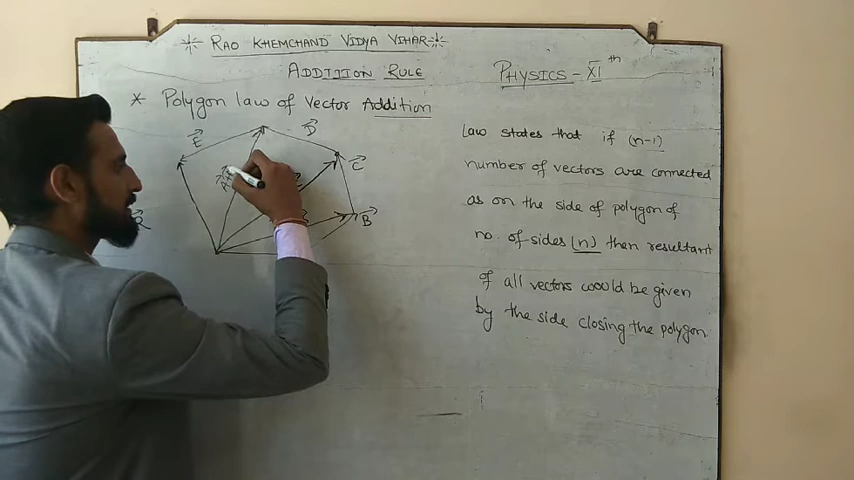 RAO KHEMCHAND VIDYA VIHAR
ADDITION RULE
PHYSICS - XI th
* Polygon law of Vector Addition
E
D
C
B
R
Law states that if (n-1)
number of vectors are connected
as on the side of polygon of
no. of sides (n) then resultant
of all vectors would be given
by the side closing the polygon